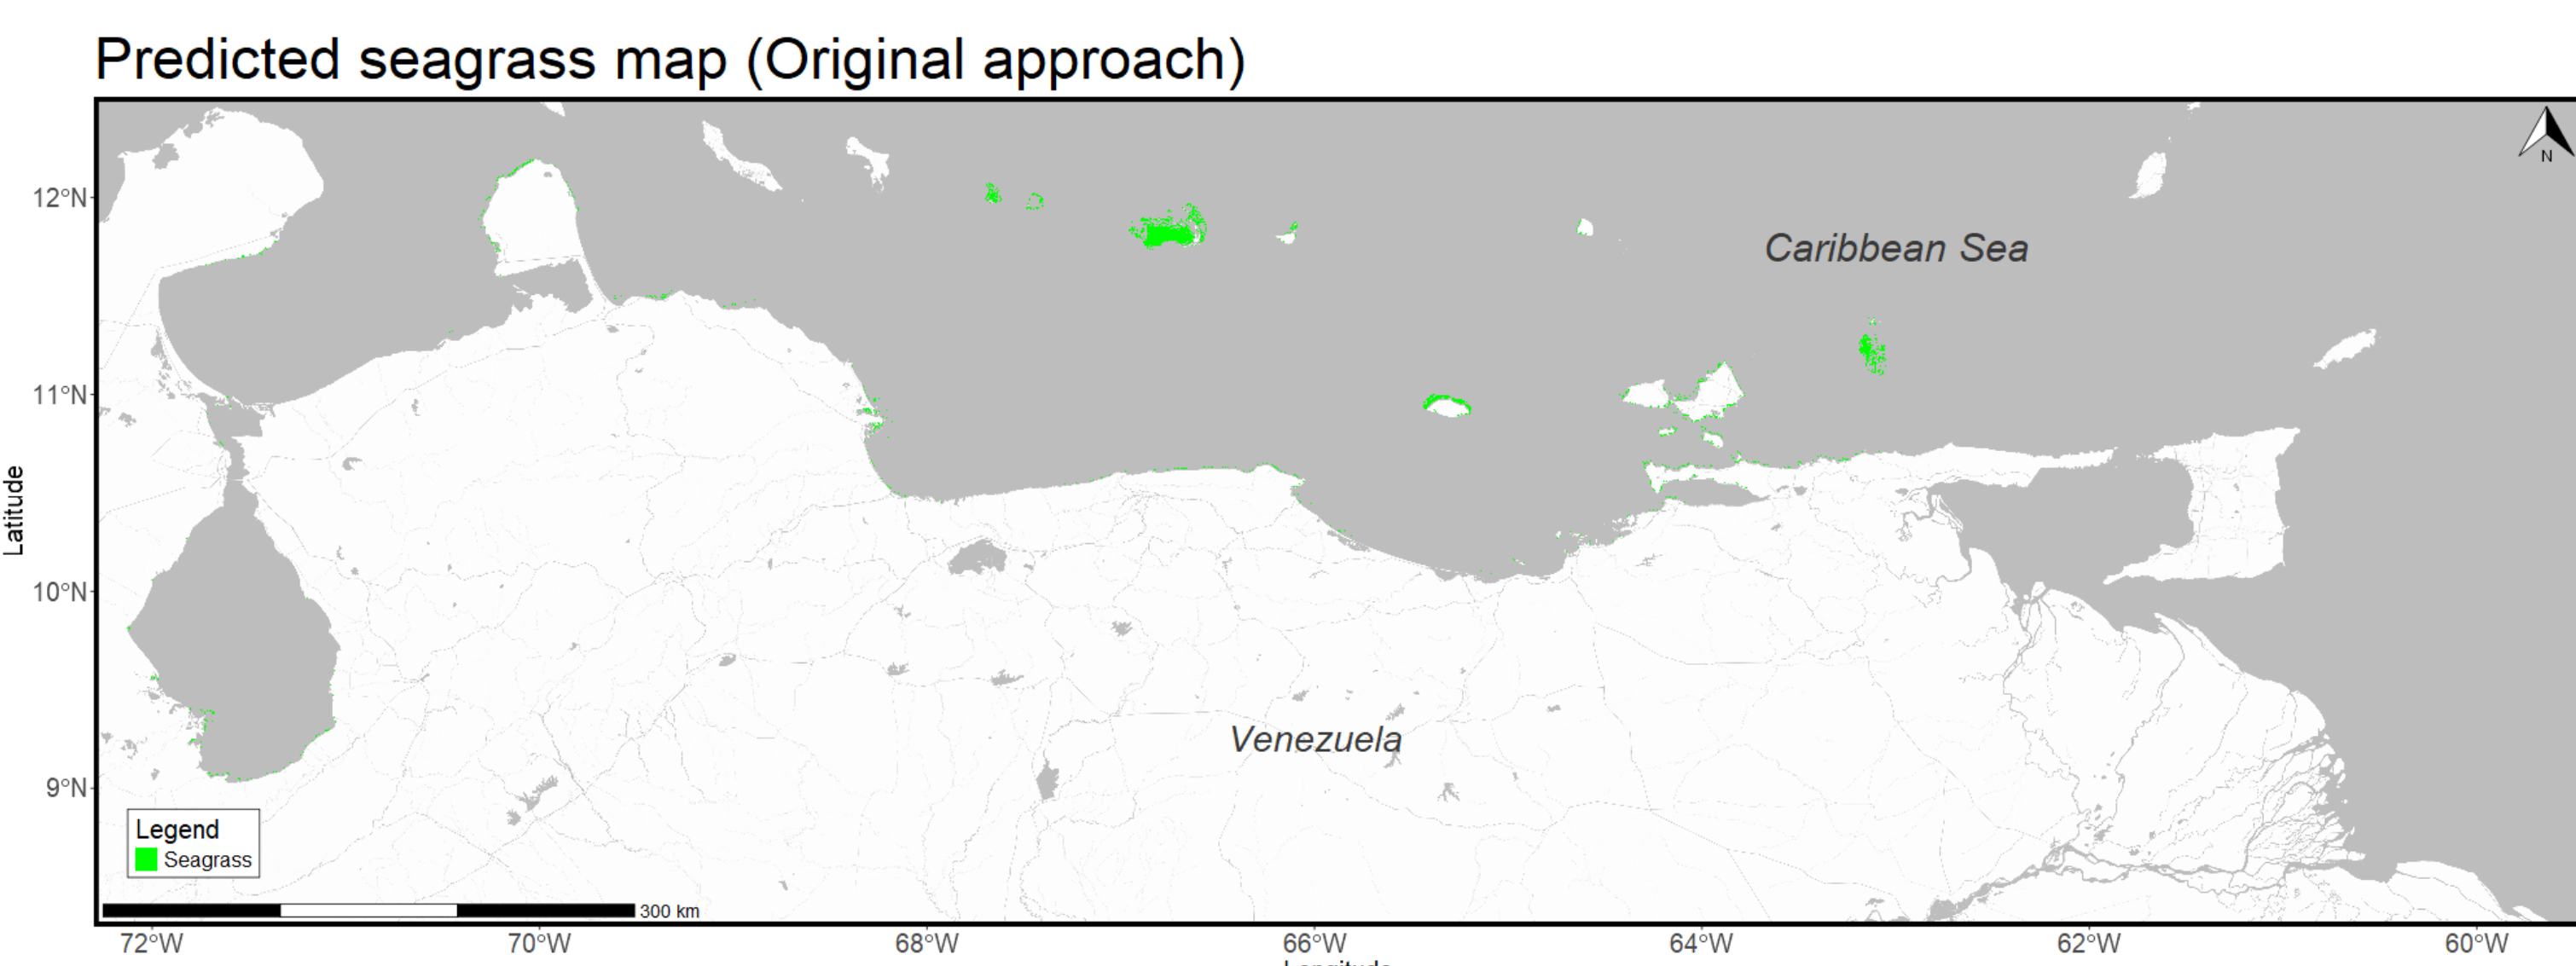 Predicted seagrass map (Original approach)
N
12°N
Caribbean Sea
11°N
Latitude
10°N
Venezuela
9°N
Legend
Seagrass
300 km
72°W 70°W 68°W 66°W 64°W 62°W 60°W